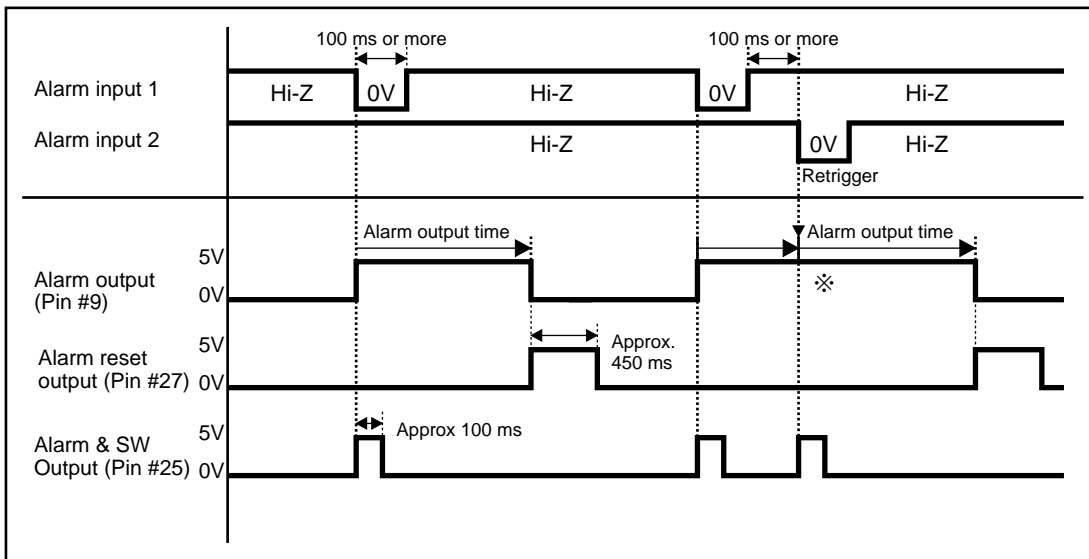 100 ms or more
100 ms or more
Alarm input 1
Hi-Z
0V
Hi-Z
0V
Hi-Z
Alarm input 2
Hi-Z
0V
Hi-Z
Retrigger
Alarm output time
Alarm output time
5V
Alarm output
(Pin #9)
0V
※
5V
Alarm reset
output (Pin #27)
0V
Approx.
450 ms
5V
Alarm & SW
Output (Pin #25)
0V
Approx 100 ms